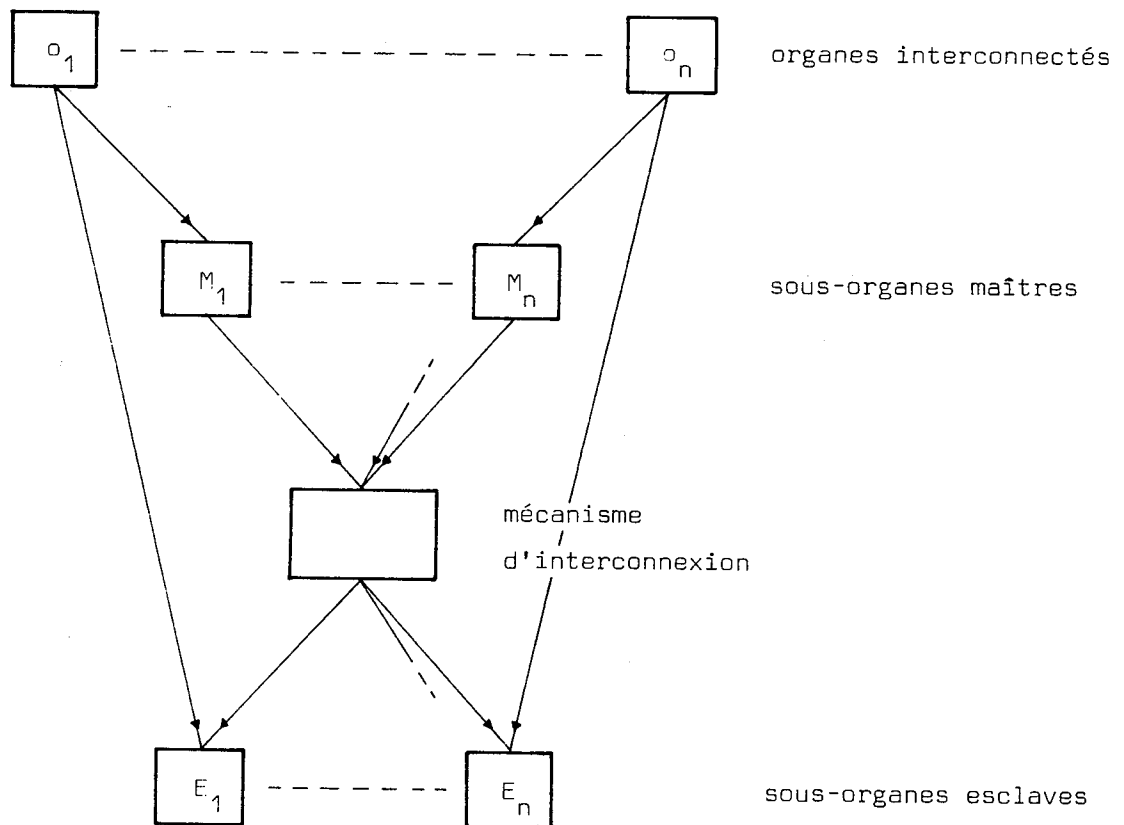 o1 on organes interconnectés
M1 Mn sous-organes maîtres
mécanisme
d'interconnexion
E1 En sous-organes esclaves